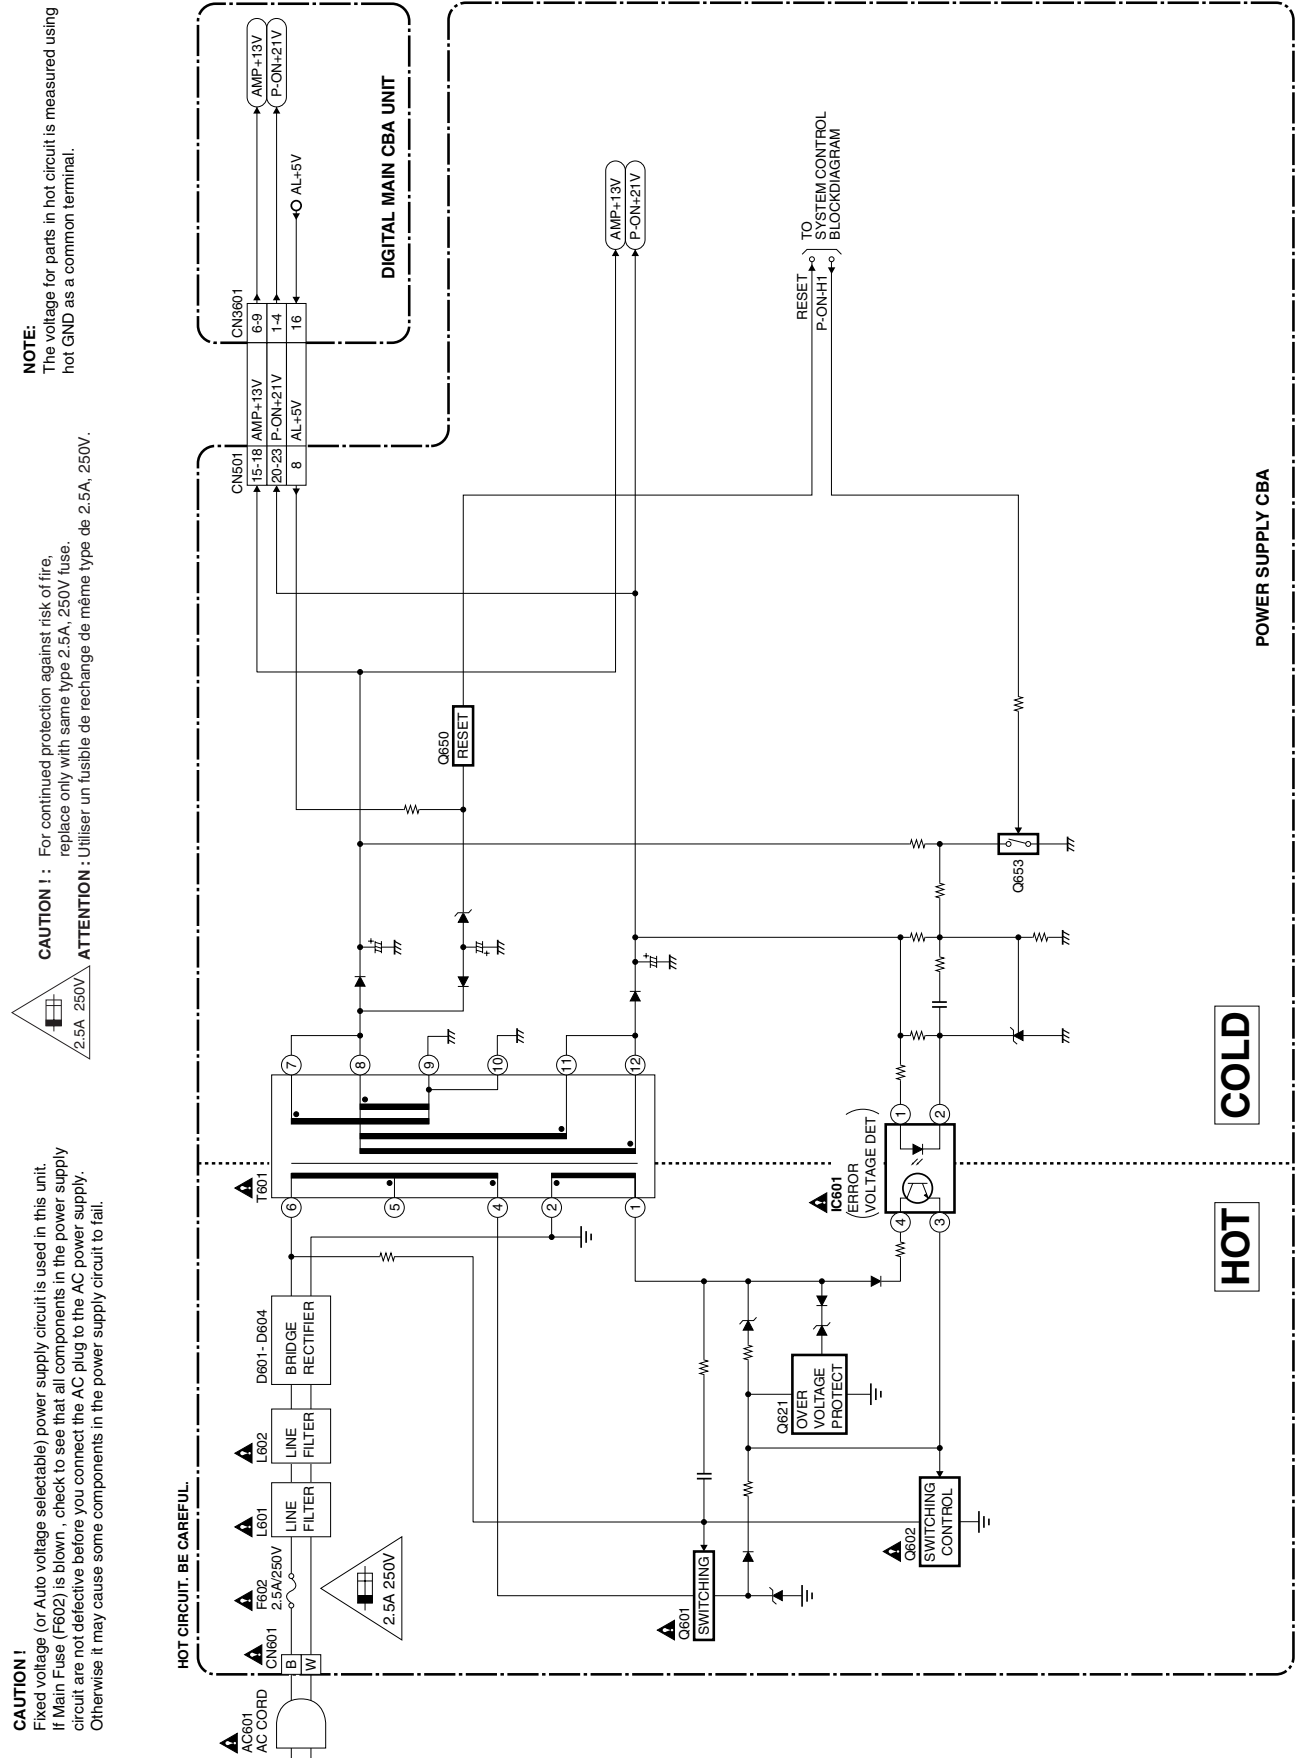 CAUTION !
Fixed voltage (or Auto voltage selectable) power supply circuit is used in this unit.
If Main Fuse (F602) is blown , check to see that all components in the power supply
circuit are not defective before you connect the AC plug to the AC power supply.
Otherwise it may cause some components in the power supply circuit to fail.
2.5A 250V
CAUTION ! : For continued protection against risk of fire,
replace only with same type 2.5A, 250V fuse.
ATTENTION : Utiliser un fusible de rechange de même type de 2.5A, 250V.
NOTE:
The voltage for parts in hot circuit is measured using
hot GND as a common terminal.
HOT CIRCUIT. BE CAREFUL.
AC601
AC CORD
CN601
B
W
F602
2.5A/250V
2.5A 250V
L601
LINE
FILTER
L602
LINE
FILTER
D601- D604
BRIDGE
RECTIFIER
T601
6
5
4
2
1
7
8
9
10
11
12
Q601
SWITCHING
Q602
SWITCHING
CONTROL
Q621
OVER
VOLTAGE
PROTECT
IC601
ERROR
VOLTAGE DET
4
3
1
2
HOT
COLD
Q650
RESET
Q653
CN501
15-18
20-23
8
AMP+13V
P-ON+21V
AL+5V
CN3601
6-9
1-4
16
AMP+13V
P-ON+21V
AL+5V
DIGITAL MAIN CBA UNIT
AMP+13V
P-ON+21V
RESET
P-ON-H1
TO
SYSTEM CONTROL
BLOCKDIAGRAM
POWER SUPPLY CBA